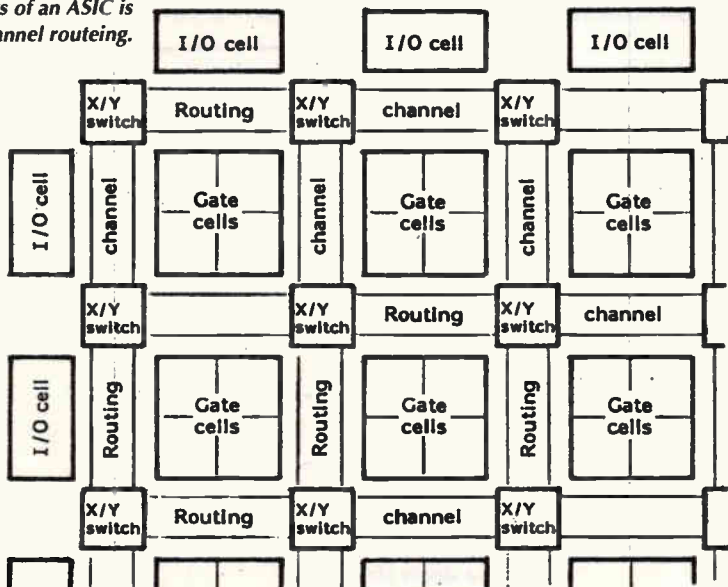 s of an ASIC is
annel routeing.
I/O cell
I/O cell
I/O cell
X/Y
switch
Routing
X/Y
switch
channel
X/Y
switch
I/O cell
channel
Gate
cells
channel
Gate
cells
channel
Gate
cells
X/Y
switch
X/Y
switch
Routing
X/Y
switch
channel
I/O cell
Routing
Gate
cells
Routing
Gate
cells
Routing
Gate
cells
X/Y
switch
Routing
X/Y
switch
channel
X/Y
switch